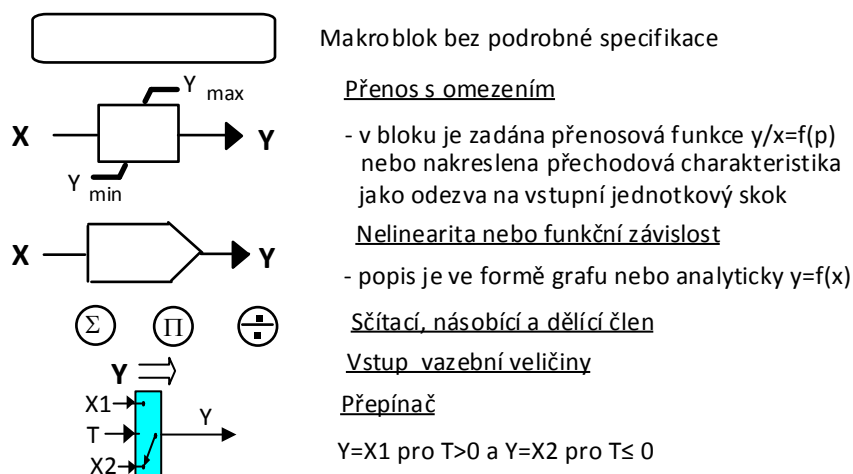 Makroblok bez podrobné specifikace
Y max
Přenos s omezením
X
Y
- v bloku je zadána přenosová funkce y/x=f(p)
nebo nakreslena přechodová charakteristika
Y min
jako odezva na vstupní jednotkový skok
Nelinearita nebo funkční závislost
X
Y
- popis je ve formě grafu nebo analyticky y=f(x)
Σ Π ÷
Sčítací, násobící a dělící člen
Y
Vstup vazební veličiny
X1
Y
Přepínač
T
X2
Y=X1 pro T>0 a Y=X2 pro T≤ 0